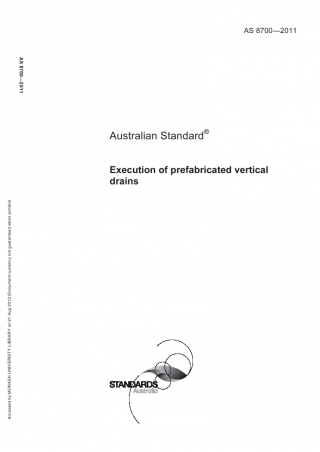 AS 8700—2011
AS 8700—2011
Australian Standard®
Execution of prefabricated vertical
drains
Accessed by MONASH UNIVERSITY LIBRARY on 21 Aug 2013 (Document currency not guaranteed when printed)
STANDARDS
Australia